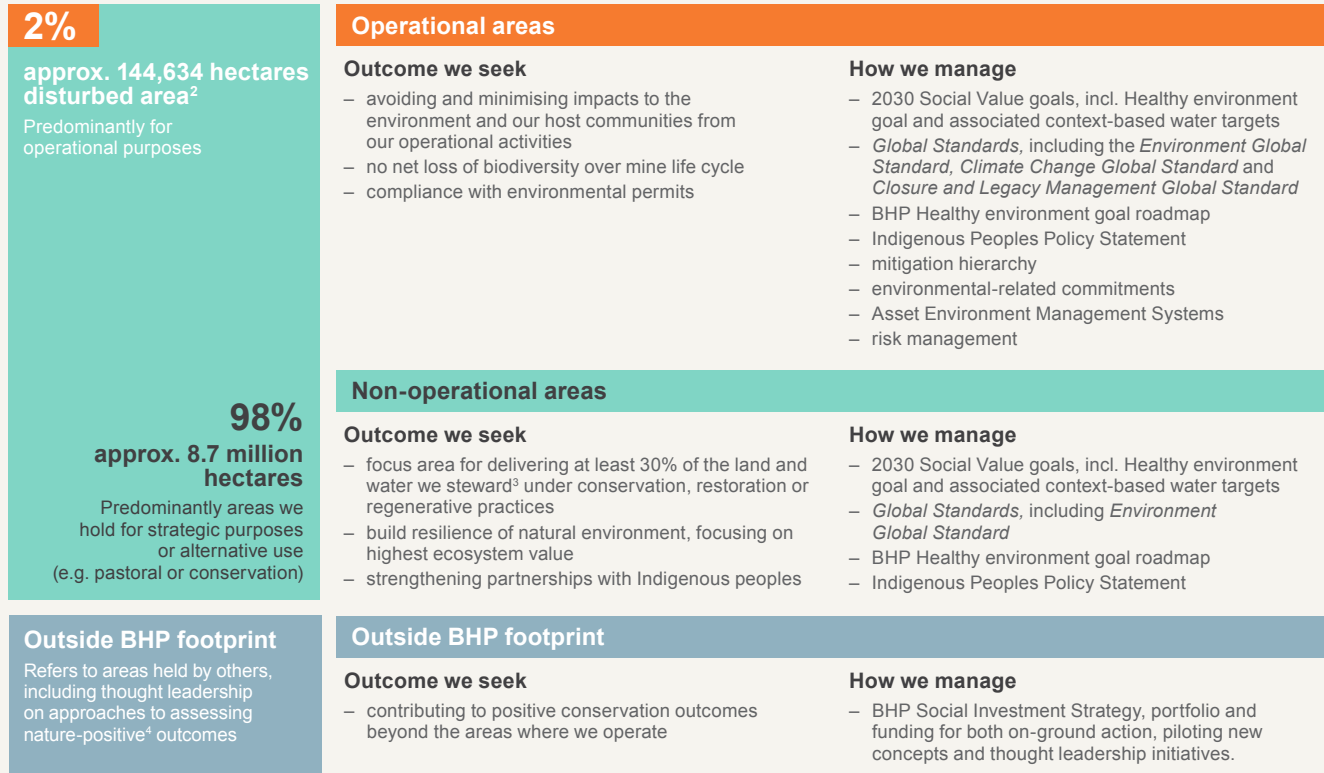 2%
approx. 144,634 hectares
disturbed area2
Predominantly for
operational purposes
98%
approx. 8.7 million
hectares
Predominantly areas we
hold for strategic purposes
or alternative use
(e.g. pastoral or conservation)
Operational areas
Outcome we seek
– avoiding and minimising impacts to the
environment and our host communities from
our operational activities
– no net loss of biodiversity over mine life cycle
– compliance with environmental permits
How we manage
– 2030 Social Value goals, incl. Healthy environment
goal and associated context-based water targets
– Global Standards, including the Environment Global
Standard, Climate Change Global Standard and
Closure and Legacy Management Global Standard
– BHP Healthy environment goal roadmap
– Indigenous Peoples Policy Statement
– mitigation hierarchy
– environmental-related commitments
– Asset Environment Management Systems
– risk management
Non-operational areas
Outcome we seek
– focus area for delivering at least 30% of the land and
water we steward3 under conservation, restoration or
regenerative practices
– build resilience of natural environment, focusing on
highest ecosystem value
– strengthening partnerships with Indigenous peoples
How we manage
– 2030 Social Value goals, incl. Healthy environment
goal and associated context-based water targets
– Global Standards, including Environment
Global Standard
– BHP Healthy environment goal roadmap
– Indigenous Peoples Policy Statement
Outside BHP footprint
Refers to areas held by others,
including thought leadership
on approaches to assessing
nature-positive4 outcomes
Outside BHP footprint
Outcome we seek
– contributing to positive conservation outcomes
beyond the areas where we operate
How we manage
– BHP Social Investment Strategy, portfolio and
funding for both on-ground action, piloting new
concepts and thought leadership initiatives.